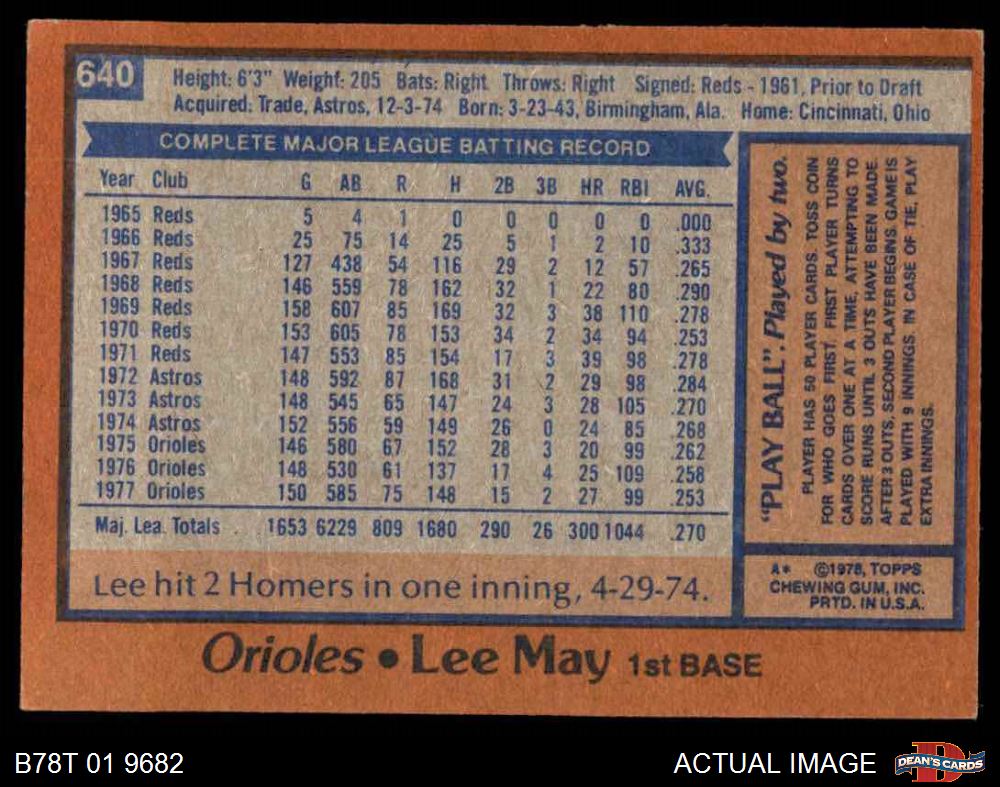 640
Height: 6'3" Weight: 205 Bats: Right Throws: Right Signed: Reds - 1961, Prior to Draft
Acquired: Trade, Astros, 12-3-74 Born: 3-23-43, Birmingham, Ala. Home: Cincinnati, Ohio
COMPLETE MAJOR LEAGUE BATTING RECORD
Year Club G AB R H 2B 3B HR RBI AVG.
1965 Reds 5 4 1 0 0 0 0 0 .000
1966 Reds 25 75 14 25 5 1 2 10 .333
1967 Reds 127 438 54 116 29 2 12 57 .265
1968 Reds 146 559 78 162 32 1 22 80 .290
1969 Reds 158 607 85 169 32 3 38 110 .278
1970 Reds 153 605 78 153 34 2 34 94 .253
1971 Reds 147 553 85 154 17 3 39 98 .278
1972 Astros 148 592 87 168 31 2 29 98 .284
1973 Astros 148 545 65 147 24 3 28 105 .270
1974 Astros 152 556 59 149 26 0 24 85 .268
1975 Orioles 146 580 67 152 28 3 20 99 .262
1976 Orioles 148 530 61 137 17 4 25 109 .258
1977 Orioles 150 585 75 148 15 2 27 99 .253
Maj. Lea. Totals 1653 6229 809 1680 290 26 300 1044 .270
Lee hit 2 Homers in one inning, 4-29-74.
"PLAY BALL". Played by two.
PLAYER HAS 50 PLAYER CARDS. TOSS COIN
FOR WHO GOES FIRST. FIRST PLAYER TURNS
CARDS OVER ONE AT A TIME, ATTEMPTING TO
SCORE RUNS UNTIL 3 OUTS HAVE BEEN MADE.
AFTER 3 OUTS, SECOND PLAYER BEGINS. GAME IS
PLAYED WITH 9 INNINGS. IN CASE OF TIE, PLAY
EXTRA INNINGS.
A* ©1978, TOPPS
CHEWING GUM, INC.
PRTD. IN U.S.A.
Orioles • Lee May 1st BASE
B78T 01 9682
ACTUAL IMAGE
D
DEAN'S CARDS